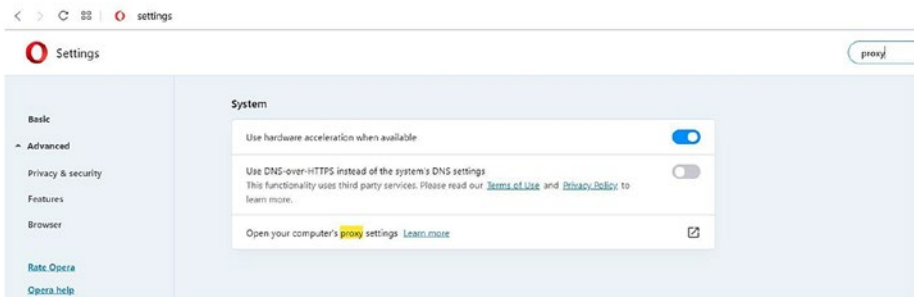 settings
Settings
proxy
System
Basic
Use hardware acceleration when available
Advanced
Use DNS-over-HTTPS instead of the system's DNS settings
Privacy & security
This functionality uses third party services. Please read our Terms of Use and Privacy Policy to
learn more.
Features
Browser
Open your computer's proxy settings Learn more
Rate Opera
Opera help